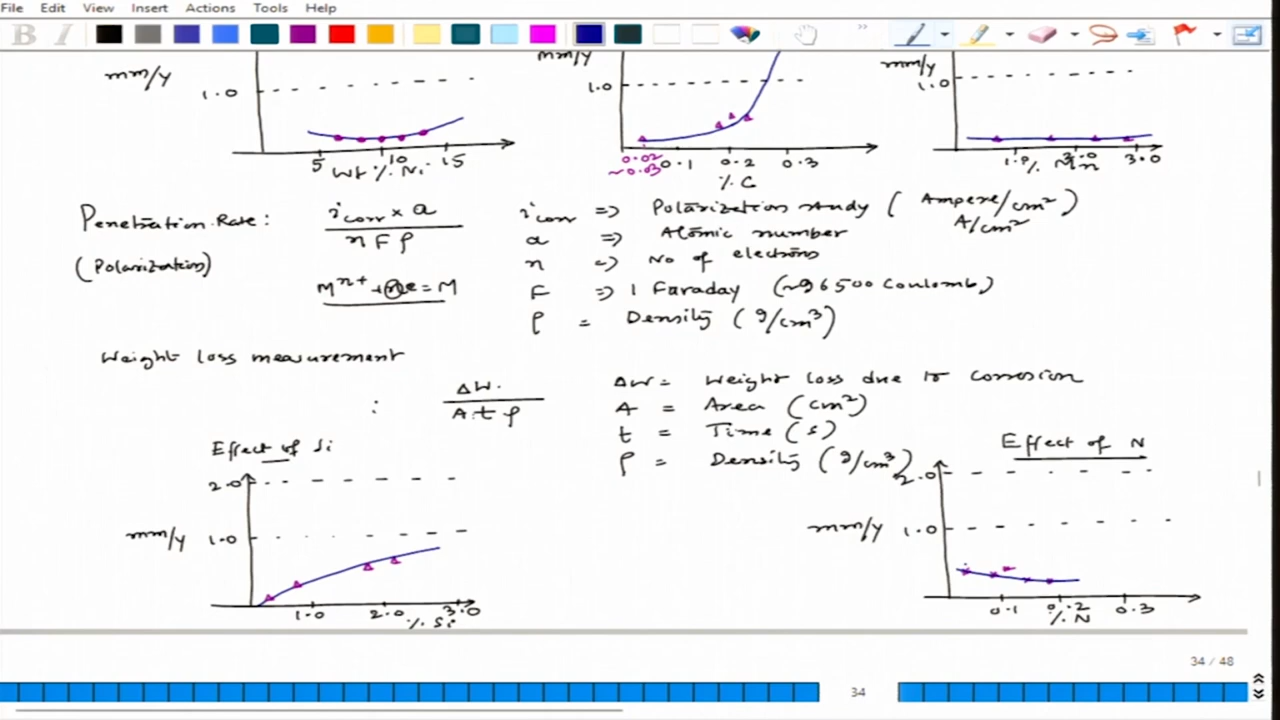 File Edit View Insert Actions Tools Help
B I
mm/y
1.0
5 10 15
Wt % Ni
mm/y
1.0
0.02
~0.03
0.1 0.2 0.3
% C
mm/y
1.0
1.0 3.0
% Mn
Penetration Rate:
(Polarization)
icorr x a
n F ρ
M^n+ + ne = M
icorr => Polarization study (Ampere/cm²)
A/cm²
a => Atomic number
n => No of electrons
F => 1 Faraday (~96500 Coulomb)
ρ = Density (g/cm³)
Weight loss measurement
: ΔW.
A.t ρ
ΔW = Weight loss due to corrosion
A = Area (cm²)
t = Time (s)
ρ = Density (g/cm³)
Effect of Si
2.0
mm/y 1.0
1.0 2.0 3.0
% Si
Effect of N
2.0
mm/y 1.0
0.1 0.2 0.3
% N
34 / 48
34